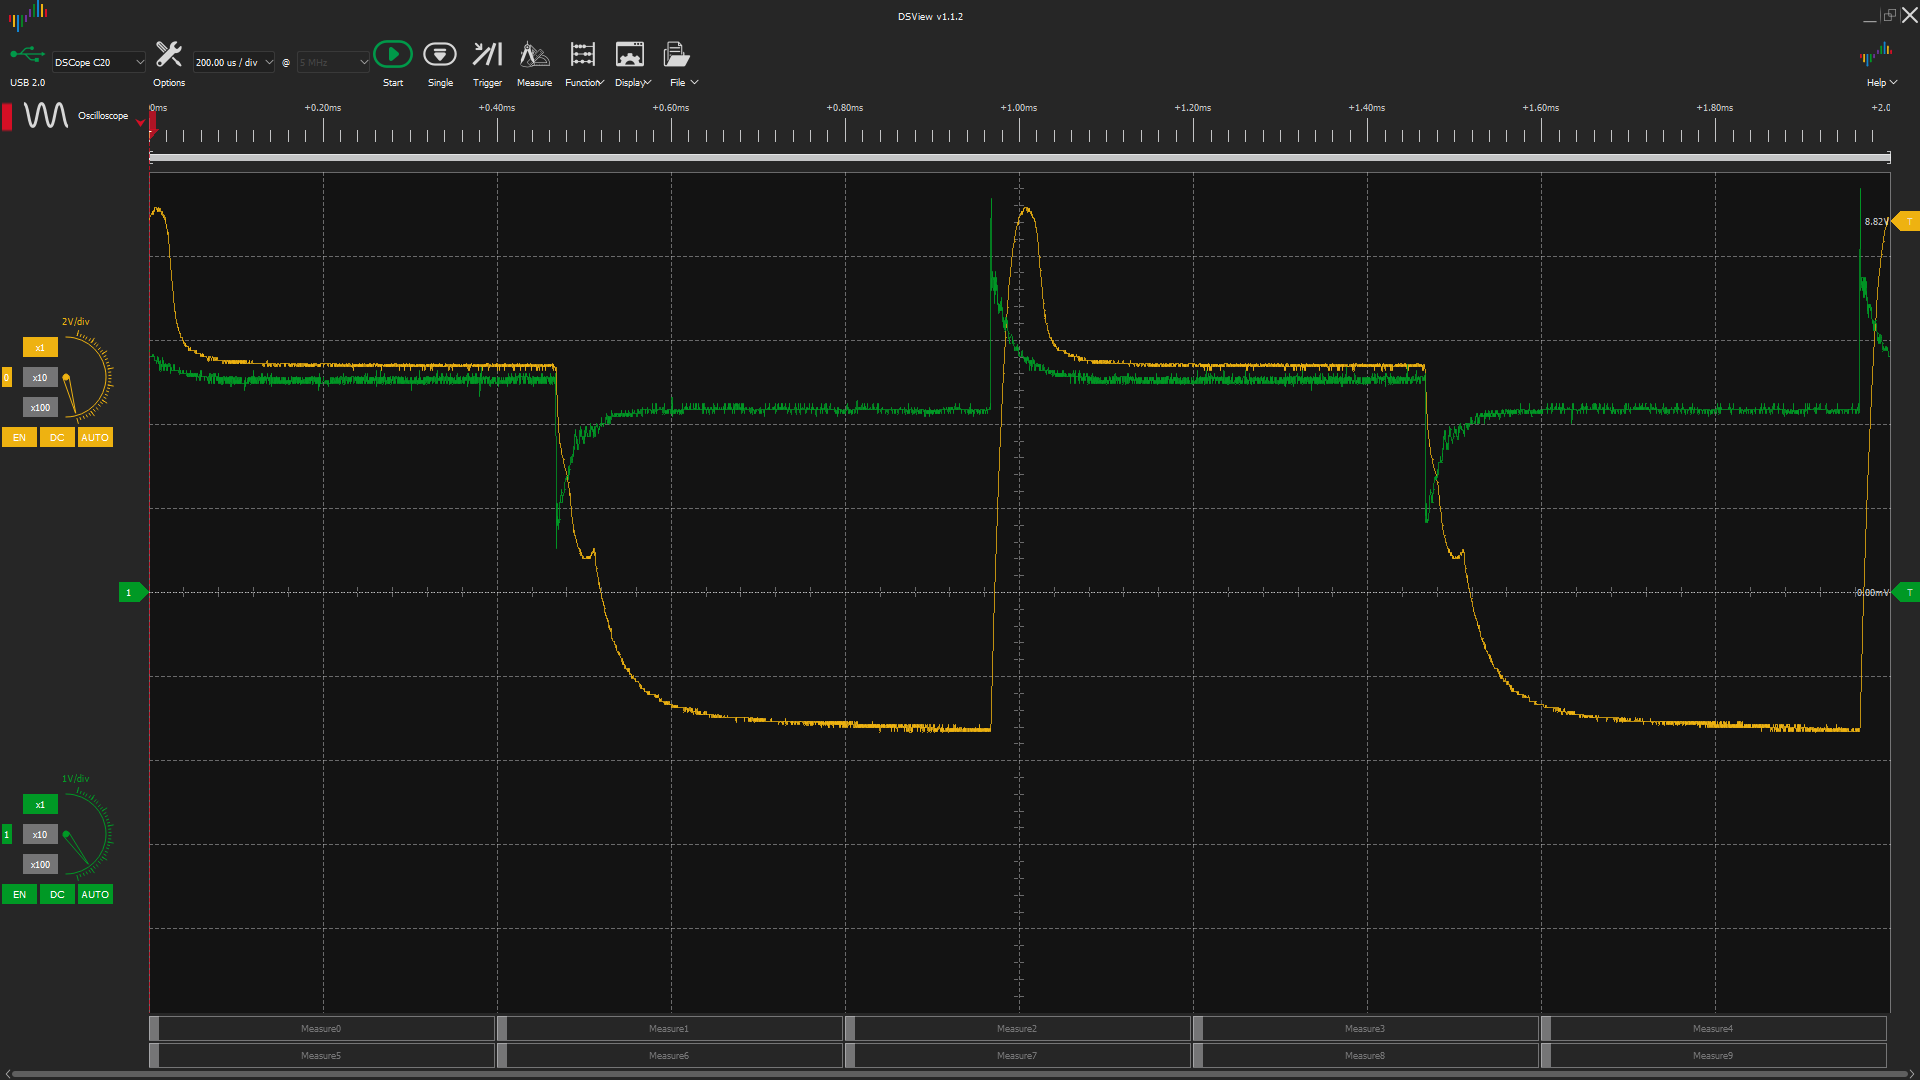 DSView v1.1.2
USB 2.0
DSCope C20
Options
200.00 us / div
@
5 MHz
Start
Single
Trigger
Measure
Function
Display
File
Help
Oscilloscope
0ms
+0.20ms
+0.40ms
+0.60ms
+0.80ms
+1.00ms
+1.20ms
+1.40ms
+1.60ms
+1.80ms
+2.0
T
8.82V
T
2V/div
x1
0
x10
x100
EN
DC
AUTO
1
0.00mV
T
1V/div
x1
1
x10
x100
EN
DC
AUTO
Measure0
Measure1
Measure2
Measure3
Measure4
Measure5
Measure6
Measure7
Measure8
Measure9